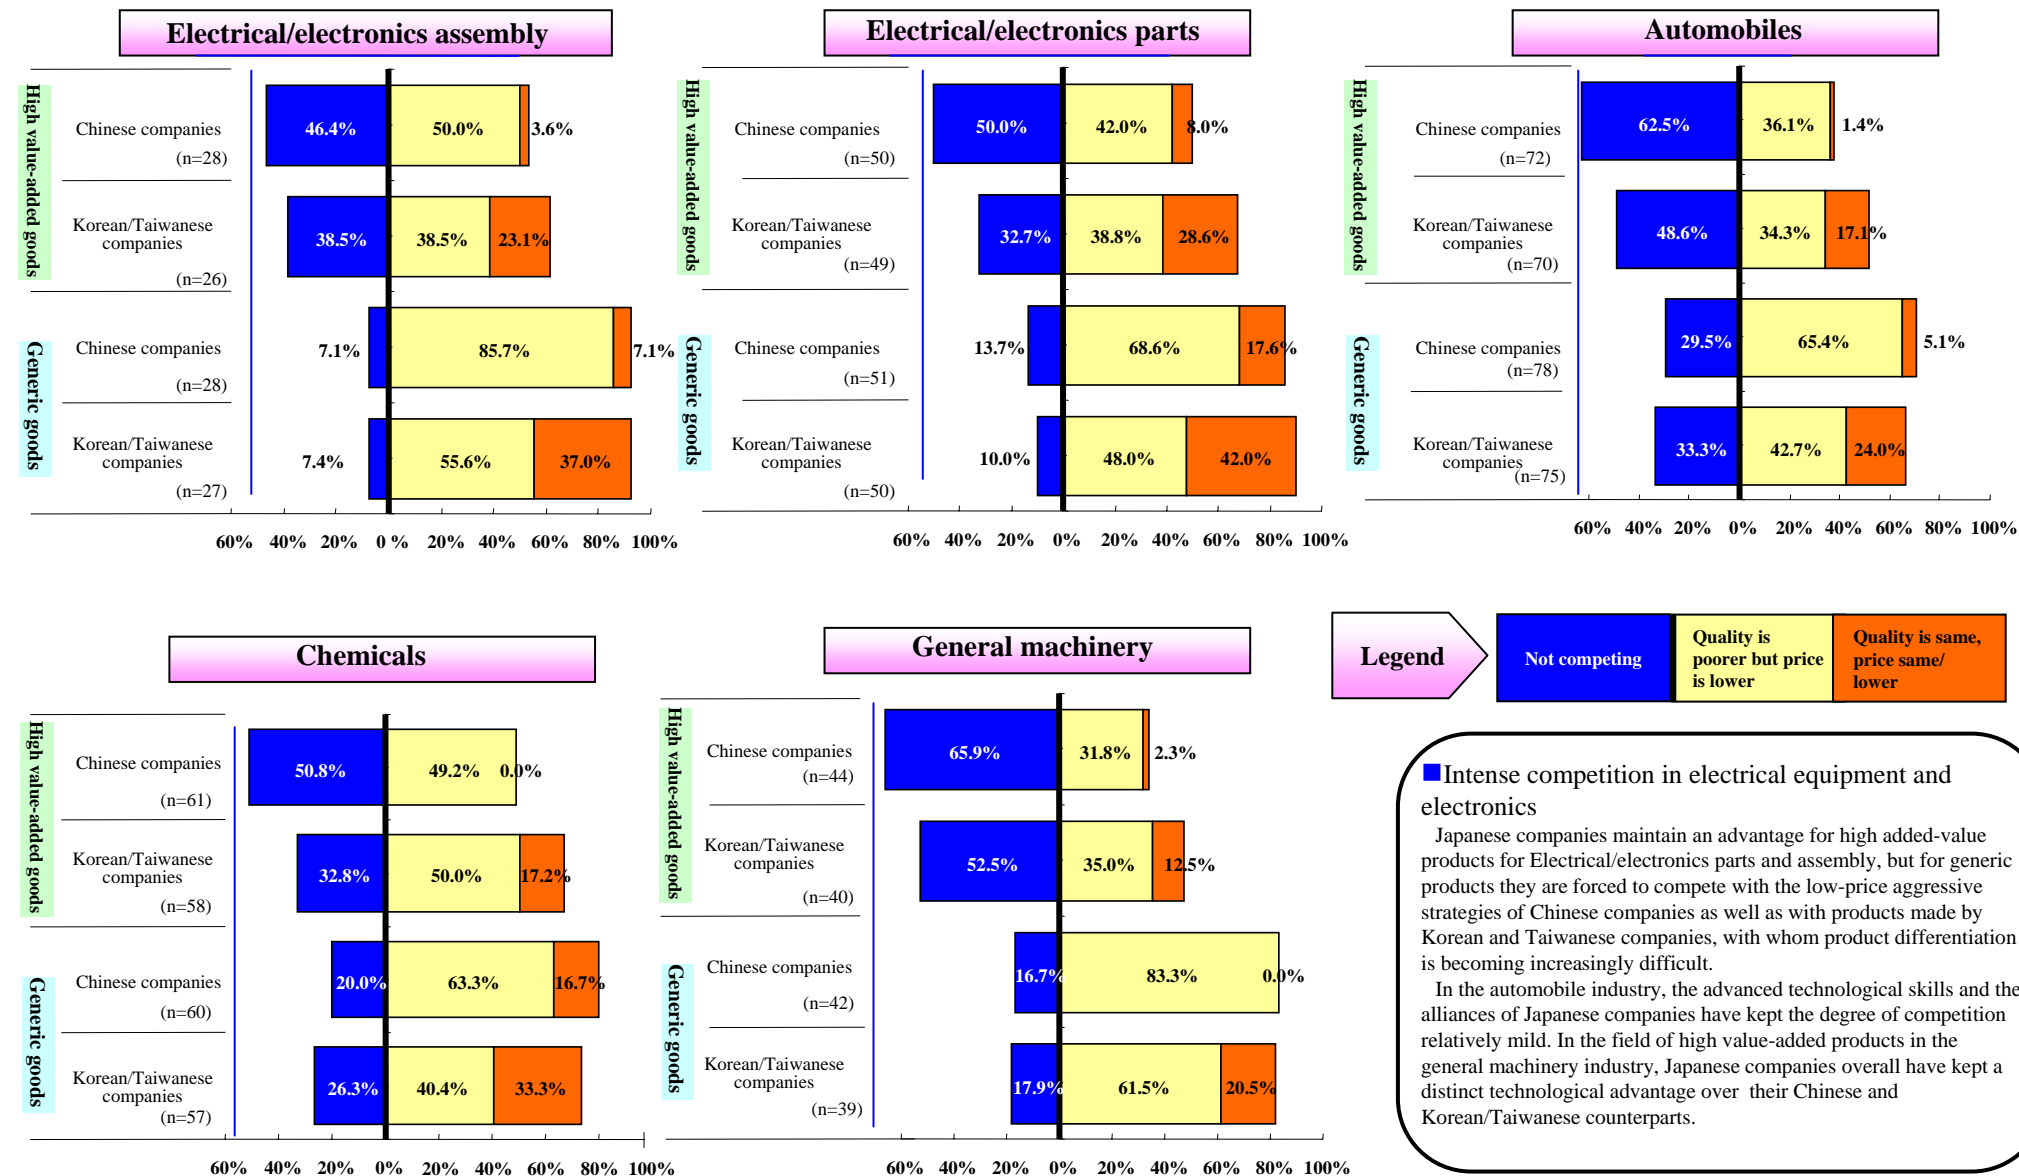 Electrical/electronics assembly
High value-added goods
Chinese companies
(n=28)
46.4%
50.0%
3.6%
Korean/Taiwanese
companies
(n=26)
38.5%
38.5%
23.1%
Generic goods
Chinese companies
(n=28)
7.1%
85.7%
7.1%
Korean/Taiwanese
companies
(n=27)
7.4%
55.6%
37.0%
60% 40% 20% 0 % 20% 40% 60% 80% 100%
Electrical/electronics parts
High value-added goods
Chinese companies
(n=50)
50.0%
42.0%
8.0%
Korean/Taiwanese
companies
(n=49)
32.7%
38.8%
28.6%
Generic goods
Chinese companies
(n=51)
13.7%
68.6%
17.6%
Korean/Taiwanese
companies
(n=50)
10.0%
48.0%
42.0%
60% 40% 20% 0% 20% 40% 60% 80% 100%
Automobiles
High value-added goods
Chinese companies
(n=72)
62.5%
36.1%
1.4%
Korean/Taiwanese
companies
(n=70)
48.6%
34.3%
17.1%
Generic goods
Chinese companies
(n=78)
29.5%
65.4%
5.1%
Korean/Taiwanese
companies
(n=75)
33.3%
42.7%
24.0%
60% 40% 20% 0% 20% 40% 60% 80% 100%
Chemicals
High value-added goods
Chinese companies
(n=61)
50.8%
49.2%
0.0%
Korean/Taiwanese
companies
(n=58)
32.8%
50.0%
17.2%
Generic goods
Chinese companies
(n=60)
20.0%
63.3%
16.7%
Korean/Taiwanese
companies
(n=57)
26.3%
40.4%
33.3%
60% 40% 20% 0% 20% 40% 60% 80% 100%
General machinery
High value-added goods
Chinese companies
(n=44)
65.9%
31.8%
2.3%
Korean/Taiwanese
companies
(n=40)
52.5%
35.0%
12.5%
Generic goods
Chinese companies
(n=42)
16.7%
83.3%
0.0%
Korean/Taiwanese
companies
(n=39)
17.9%
61.5%
20.5%
60% 40% 20% 0% 20% 40% 60% 80% 100%
Legend
Not competing
Quality is
poorer but price
is lower
Quality is same,
price same/
lower
■Intense competition in electrical equipment and
electronics
Japanese companies maintain an advantage for high added-value
products for Electrical/electronics parts and assembly, but for generic
products they are forced to compete with the low-price aggressive
strategies of Chinese companies as well as with products made by
Korean and Taiwanese companies, with whom product differentiation
is becoming increasingly difficult.
In the automobile industry, the advanced technological skills and the
alliances of Japanese companies have kept the degree of competition
relatively mild. In the field of high value-added products in the
general machinery industry, Japanese companies overall have kept a
distinct technological advantage over their Chinese and
Korean/Taiwanese counterparts.